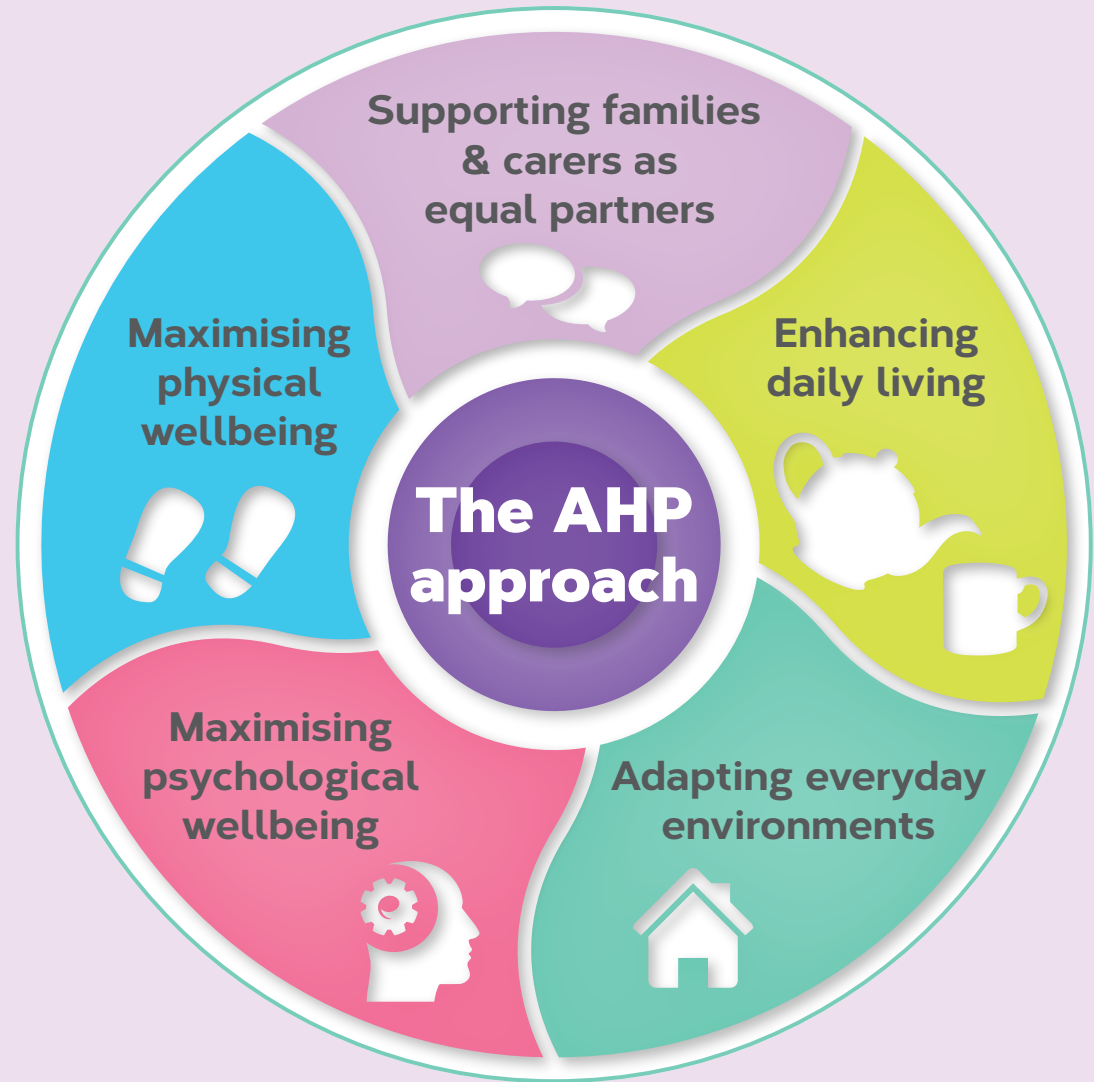 Supporting families
& carers as
equal partners
Enhancing
daily living
Adapting everyday
environments
Maximising
psychological
wellbeing
Maximising
physical
wellbeing
The AHP
approach